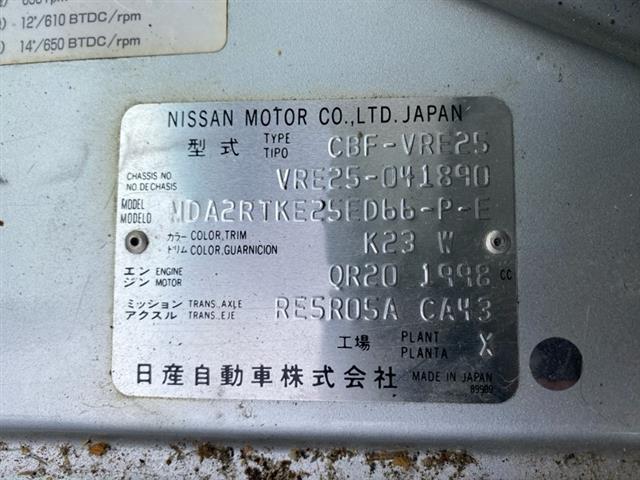 12°/610 BTDC/rpm
14°/650 BTDC/rpm
NISSAN MOTOR CO.,LTD. JAPAN
型式 TYPE TIPO CBF-VRE25
CHASSIS NO. NO. DE CHASIS VRE25-041890
MODEL MODELO MDA2RTKE25ED66-P-E
カラー COLOR, TRIM
トリム COLOR, GUARNICION K23 W
エンジン ENGINE MOTOR QR20 1998 cc
ミッション TRANS. AXLE
アクスル TRANS. EJE RE5R05A CA43
工場 PLANT PLANTA X
日産自動車株式会社 MADE IN JAPAN
89900